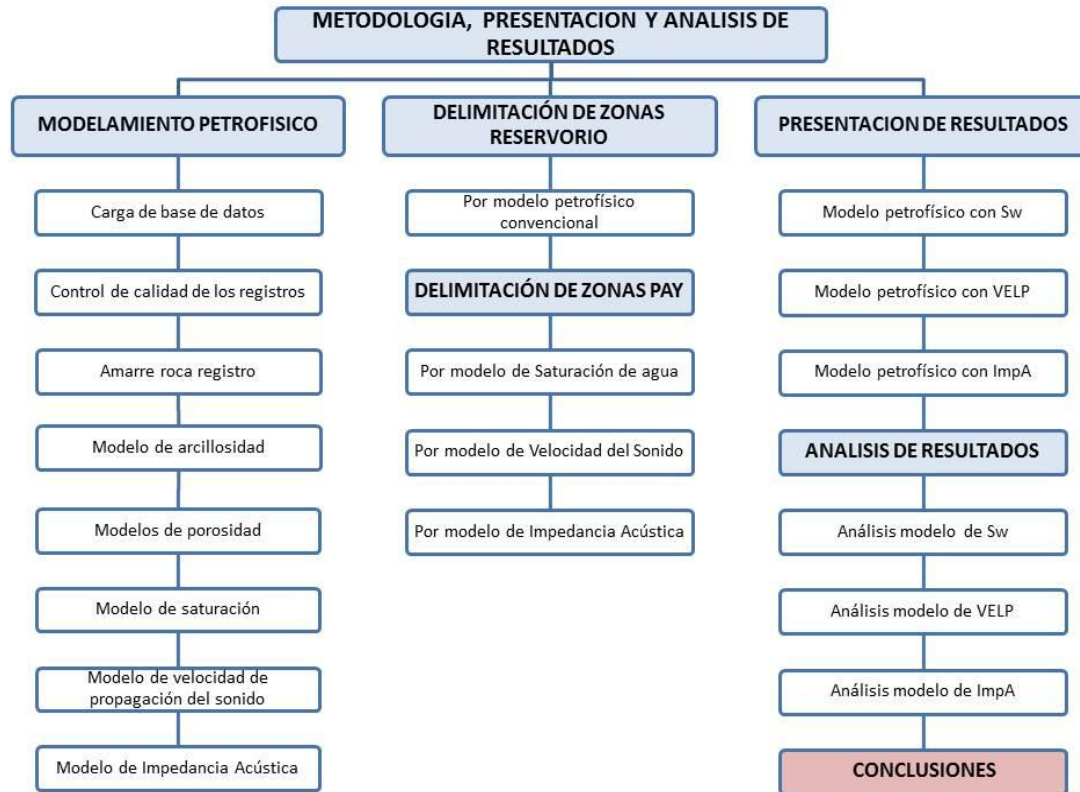 METODOLOGIA, PRESENTACION Y ANALISIS DE
RESULTADOS
MODELAMIENTO PETROFISICO
Carga de base de datos
Control de calidad de los registros
Amarre roca registro
Modelo de arcillosidad
Modelos de porosidad
Modelo de saturación
Modelo de velocidad de
propagación del sonido
Modelo de Impedancia Acústica
DELIMITACIÓN DE ZONAS
RESERVORIO
Por modelo petrofísico
convencional
DELIMITACIÓN DE ZONAS PAY
Por modelo de Saturación de agua
Por modelo de Velocidad del Sonido
Por modelo de Impedancia Acústica
PRESENTACION DE RESULTADOS
Modelo petrofísico con Sw
Modelo petrofísico con VELP
Modelo petrofísico con ImpA
ANALISIS DE RESULTADOS
Análisis modelo de Sw
Análisis modelo de VELP
Análisis modelo de ImpA
CONCLUSIONES